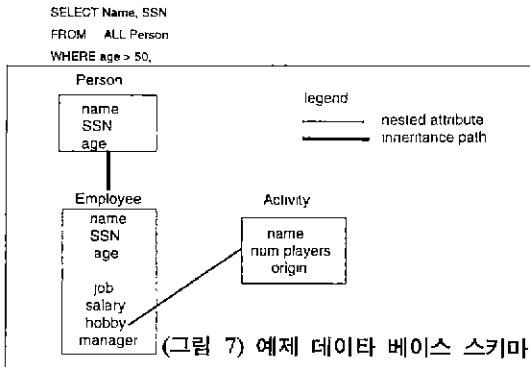 SELECT Name, SSN
FROM ALL Person
WHERE age > 50,
Person
name
SSN
age
legend
nested attribute
inheritance path
Employee
name
SSN
age
job
salary
hobby
manager
Activity
name
num players
origin
(그림 7) 예제 데이타 베이스 스키마